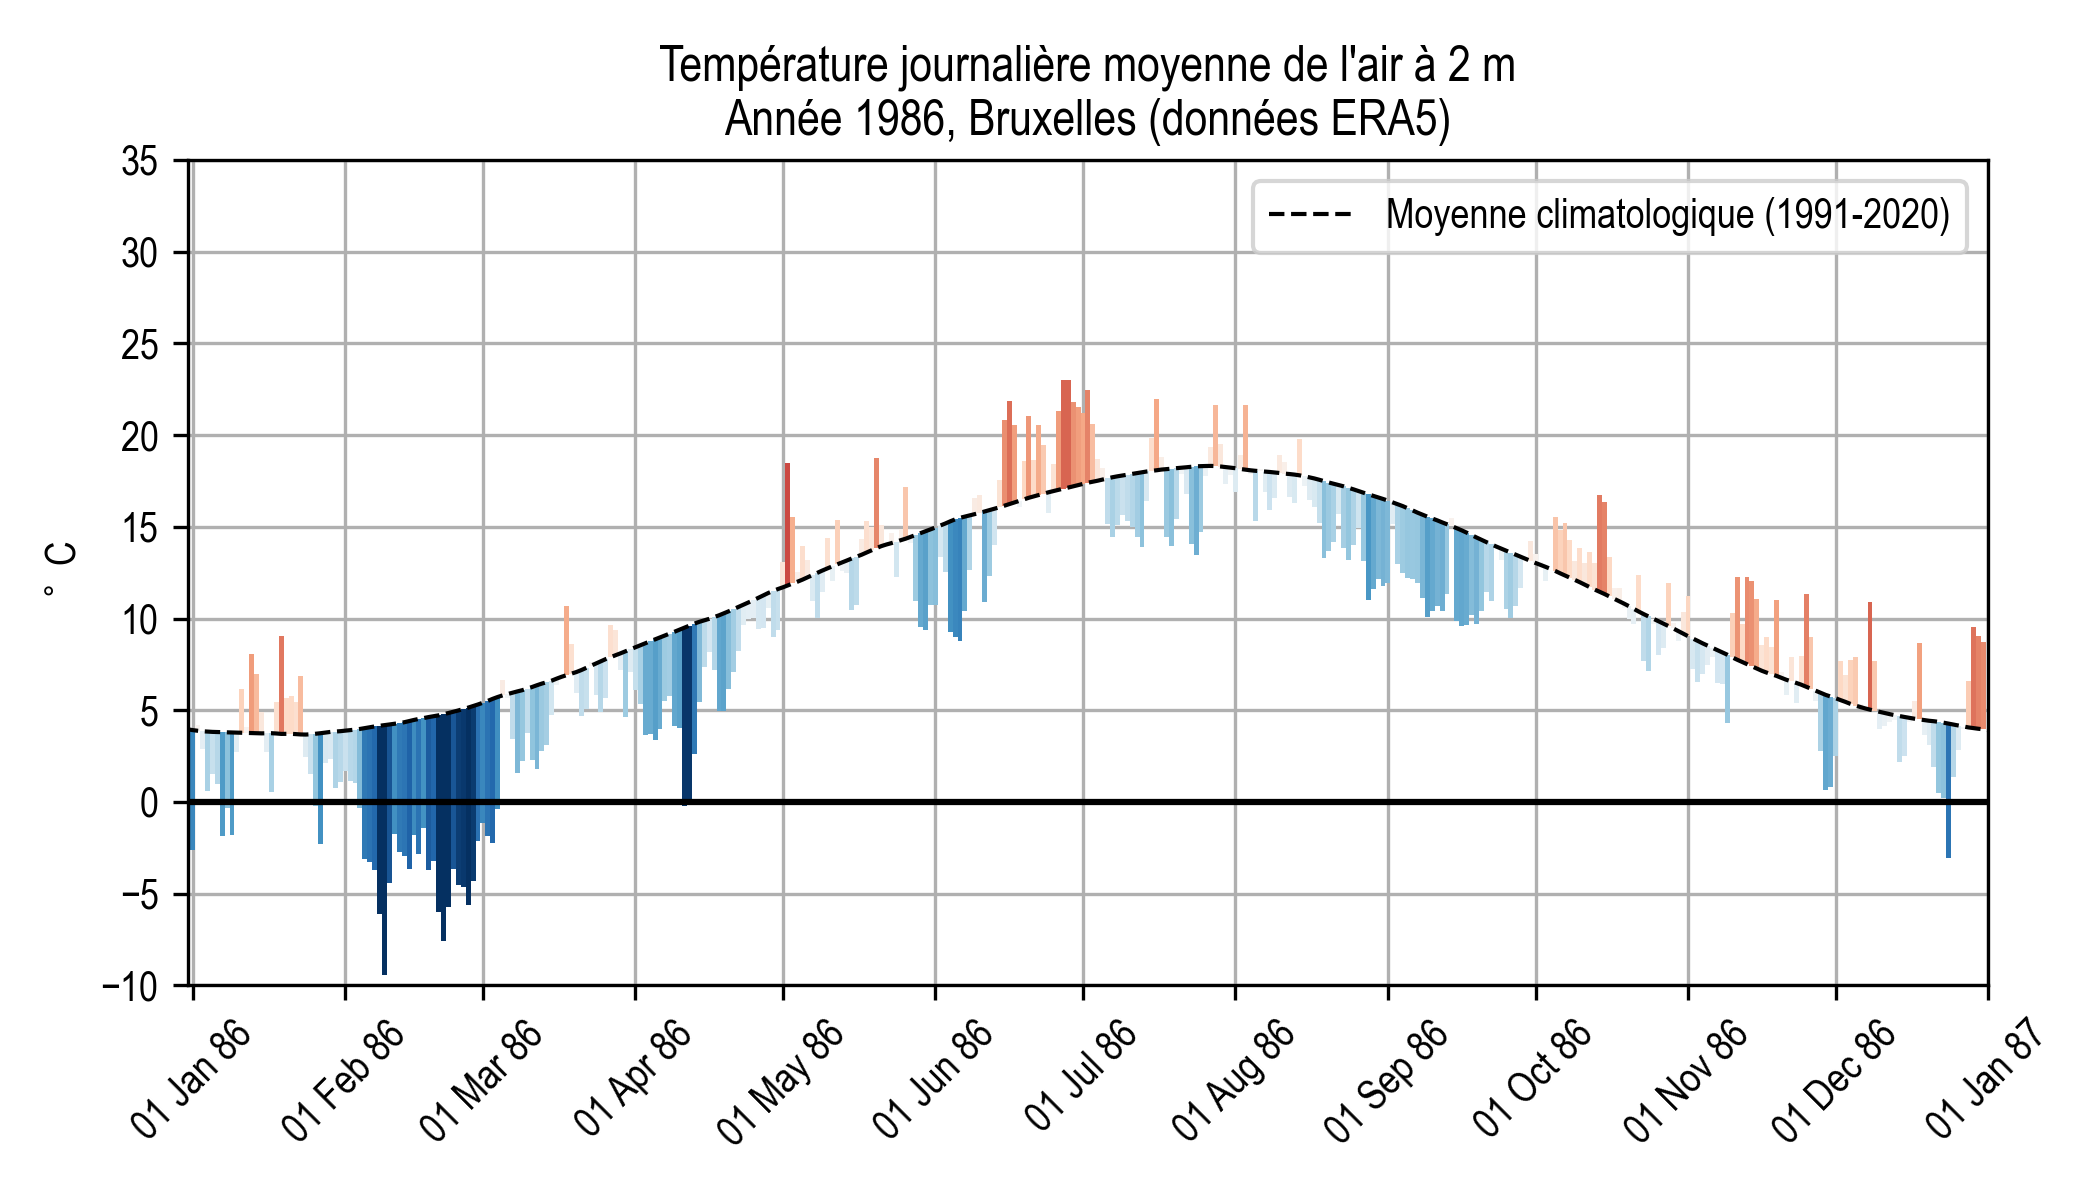 Température journalière moyenne de l'air à 2 m
Année 1986, Bruxelles (données ERA5)
Moyenne climatologique (1991-2020)
° C
35
30
25
20
15
10
5
0
−5
−10
01 Jan 86
01 Feb 86
01 Mar 86
01 Apr 86
01 May 86
01 Jun 86
01 Jul 86
01 Aug 86
01 Sep 86
01 Oct 86
01 Nov 86
01 Dec 86
01 Jan 87